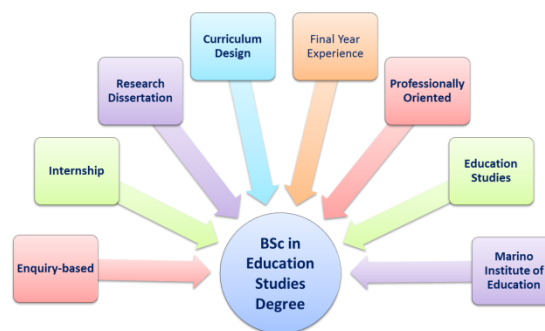 Curriculum
Design
Final Year
Experience
Research
Dissertation
Professionally
Oriented
Internship
Education
Studies
Enquiry-based
BSc in
Education
Studies
Degree
Marino
Institute of
Education